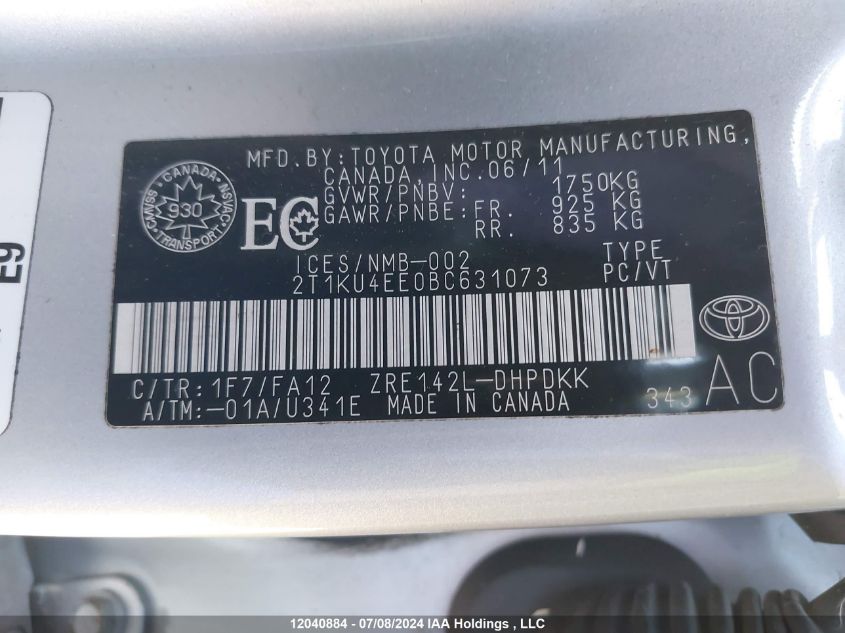 MFD. BY: TOYOTA MOTOR MANUFACTURING,
CANADA, INC. 06/11
GVWR/PNBV: 1750KG
GAWR/PNBE: FR. 925 KG
RR. 835 KG
CANADA
CMVSS NSVAC
930
TRANSPORT
EC
ICES/NMB-002 TYPE
2T1KU4EE0BC631073 PC/VT
C/TR: 1F7/FA12 ZRE142L-DHPDKK AC
A/TM: -01A/U341E MADE IN CANADA 343
E9
12040884 - 07/08/2024 IAA Holdings , LLC